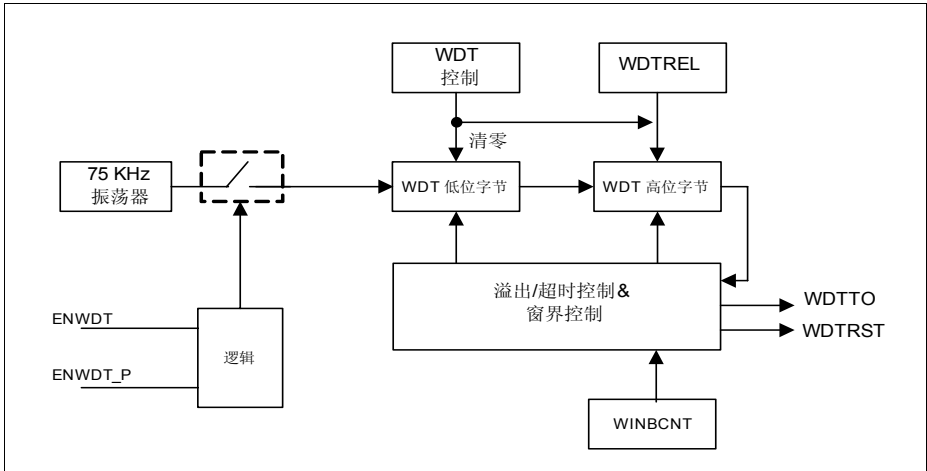 WDT
控制
WDTREL
清零
75 KHz
振荡器
WDT 低位字节
WDT 高位字节
溢出/超时控制&
窗界控制
WDTTO
WDTRST
ENWDT
逻辑
ENWDT_P
WINBCNT